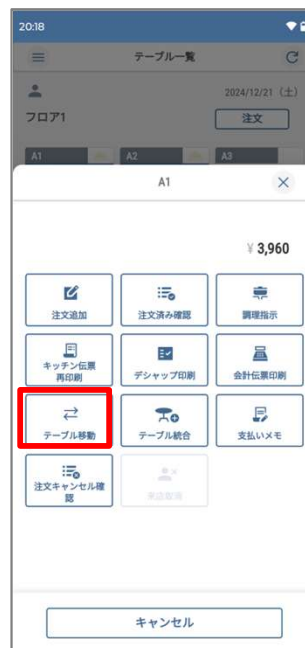 20:18
テーブル一覧
2024/12/21（土）
フロア1
注文
A1 A2 A3
A1
¥ 3,960
注文追加 注文済み確認 調理指示
キッチン伝票
再印刷
デシャップ印刷 会計伝票印刷
テーブル移動 テーブル統合 支払いメモ
注文キャンセル確
認
来店取消
キャンセル